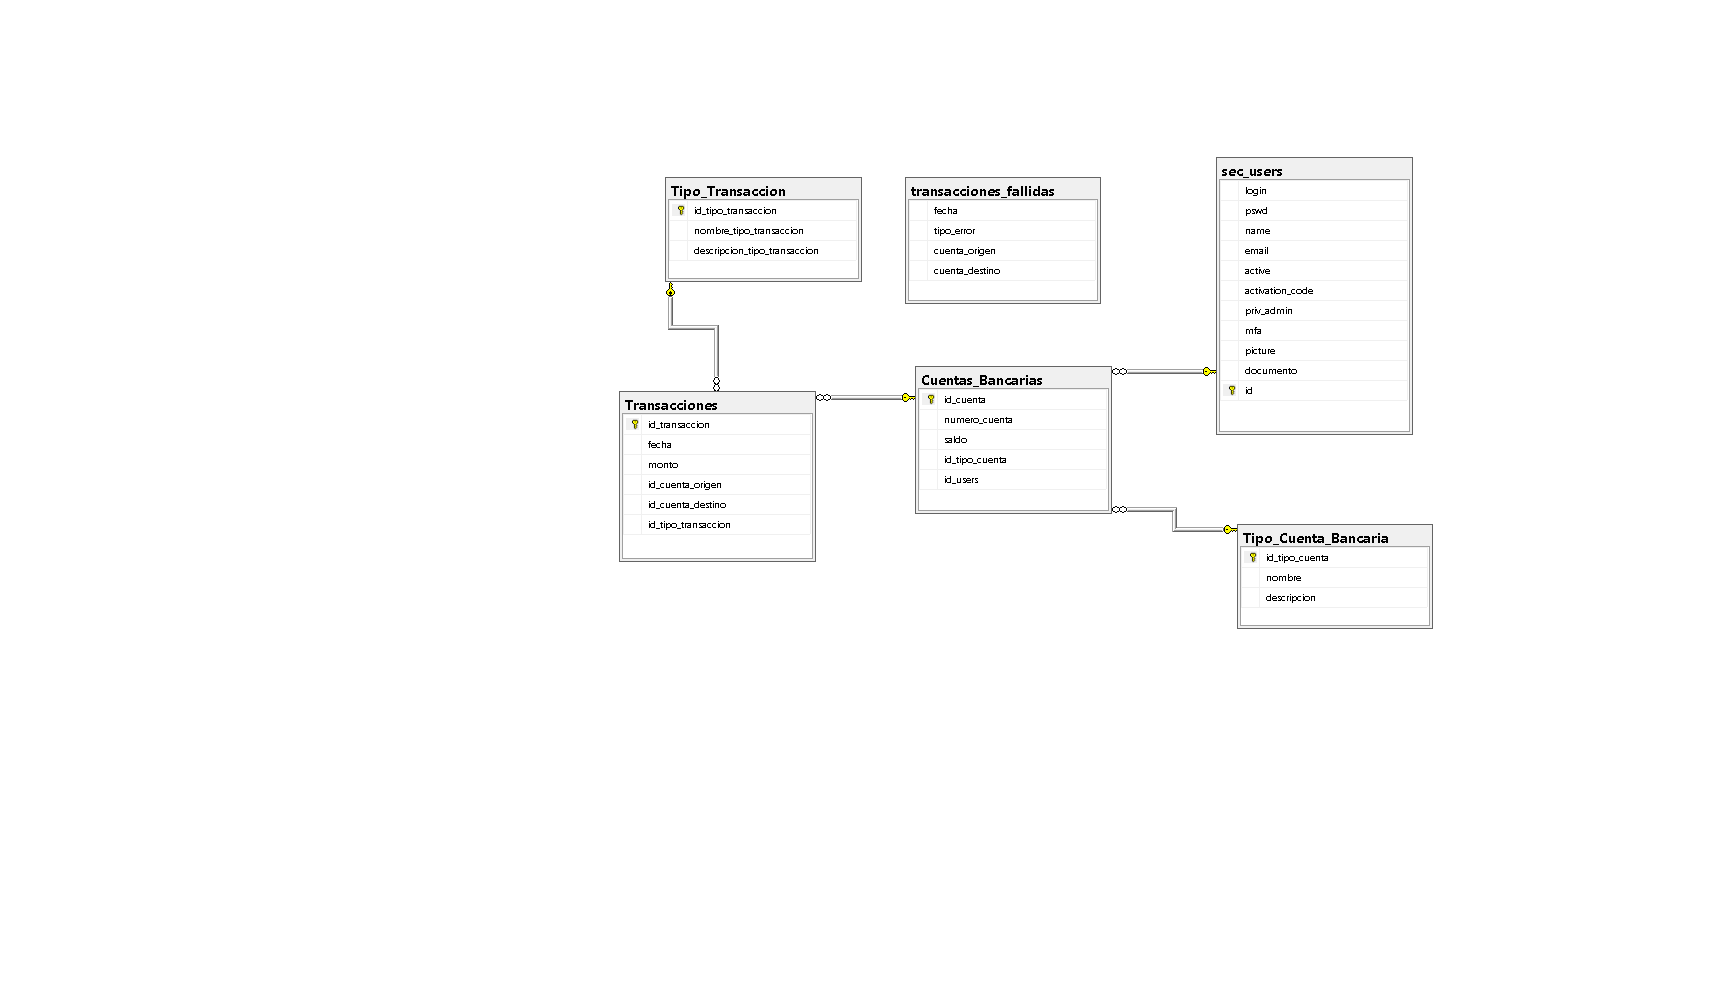 Tipo_Transaccion
id_tipo_transaccion
nombre_tipo_transaccion
descripcion_tipo_transaccion
transacciones_fallidas
fecha
tipo_error
cuenta_origen
cuenta_destino
sec_users
login
pswd
name
email
active
activation_code
priv_admin
mfa
picture
documento
id
Transacciones
id_transaccion
fecha
monto
id_cuenta_origen
id_cuenta_destino
id_tipo_transaccion
Cuentas_Bancarias
id_cuenta
numero_cuenta
saldo
id_tipo_cuenta
id_users
Tipo_Cuenta_Bancaria
id_tipo_cuenta
nombre
descripcion